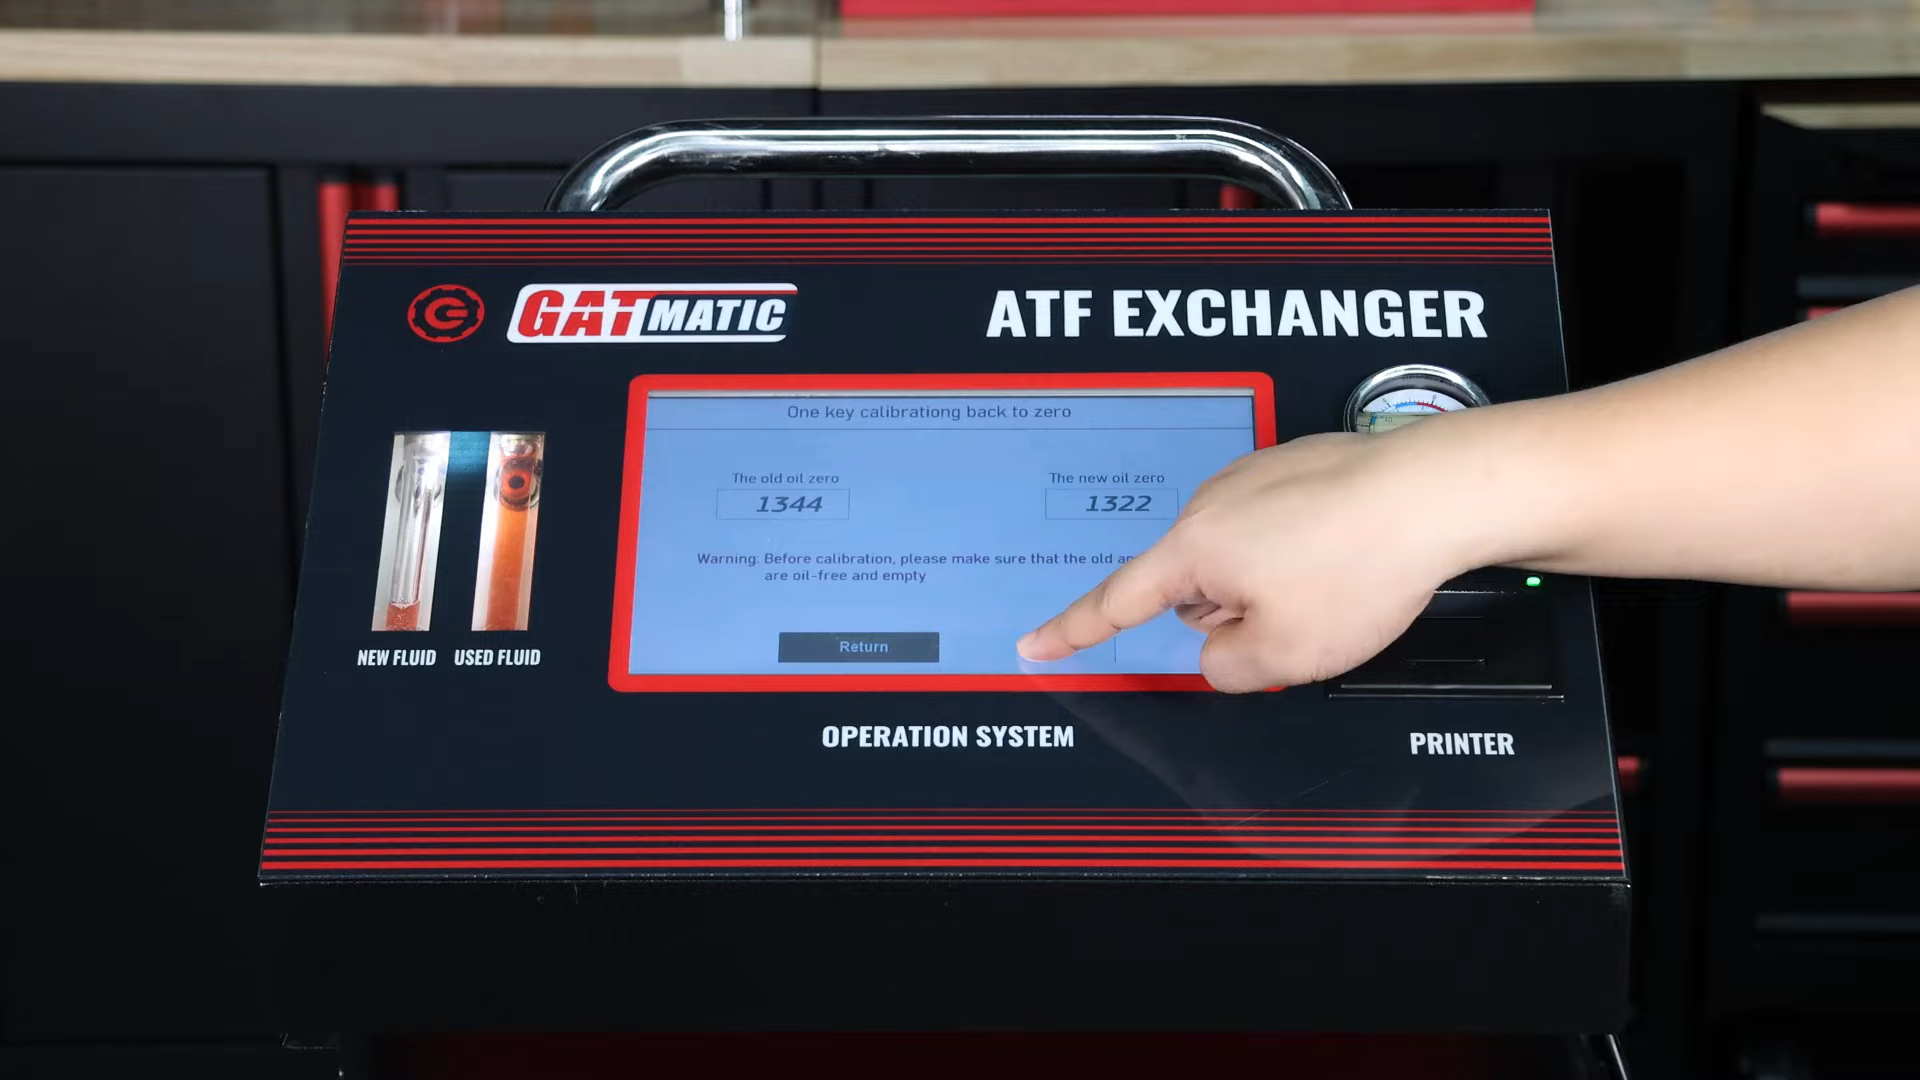 GATMATIC
ATF EXCHANGER
One key calibrationg back to zero
The old oil zero
The new oil zero
1344
1322
Warning: Before calibration, please make sure that the old
are oil-free and empty
Return
NEW FLUID
USED FLUID
OPERATION SYSTEM
PRINTER